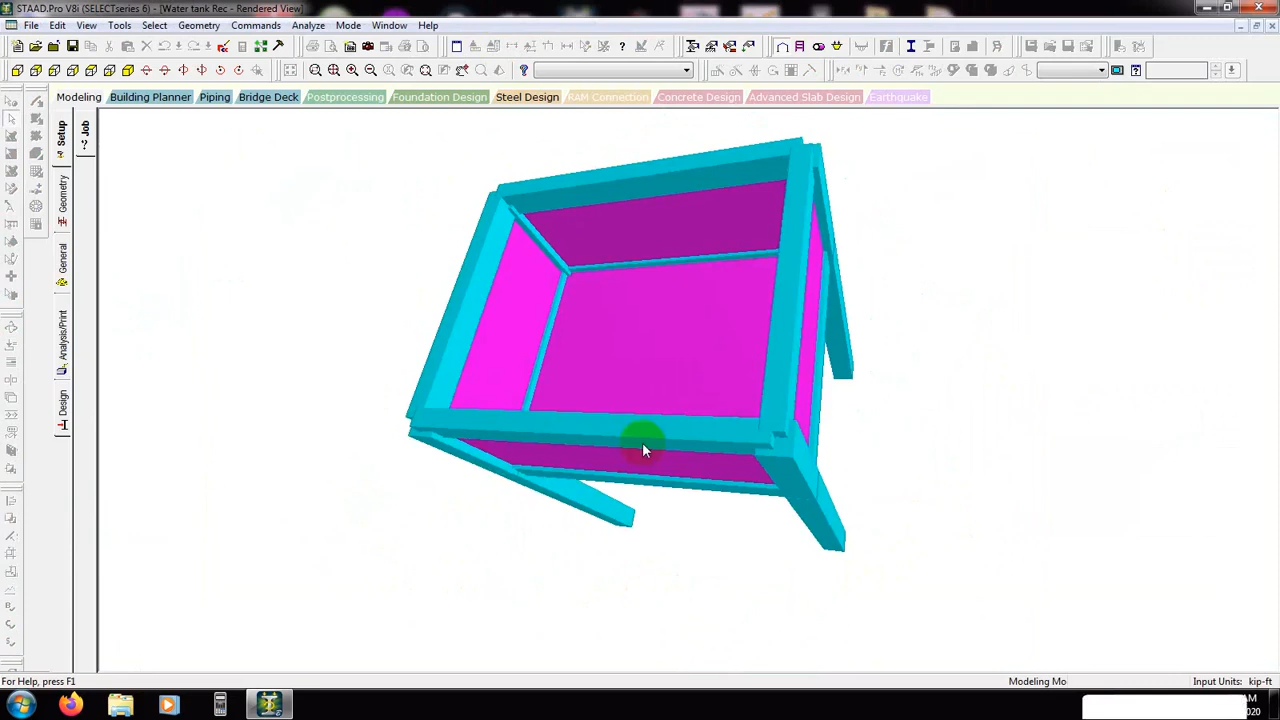 STAAD.Pro V8i (SELECTseries 6) - [Water tank Rec - Rendered View]
File Edit View Tools Select Geometry Commands Analyze Mode Window Help
Modeling Building Planner Piping Bridge Deck Postprocessing Foundation Design Steel Design RAM Connection Concrete Design Advanced Slab Design Earthquake
Setup
Job
Geometry
General
Analysis/Print
Design
For Help, press F1
Modeling Mo
Input Units: kip-ft
AM
2020